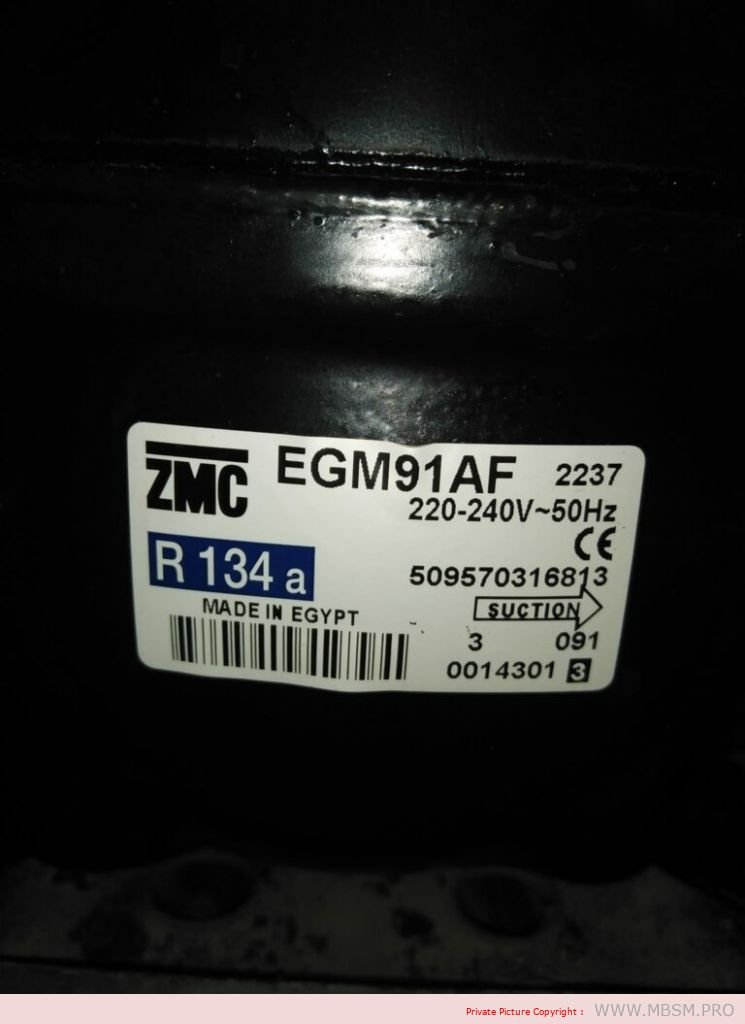 ZMC EGM91AF 2237
220-240V~50Hz
CE
R 134 a
509570316813
MADE IN EGYPT
SUCTION
3 091
0014301 3
Private Picture Copyright : WWW.MBSM.PRO